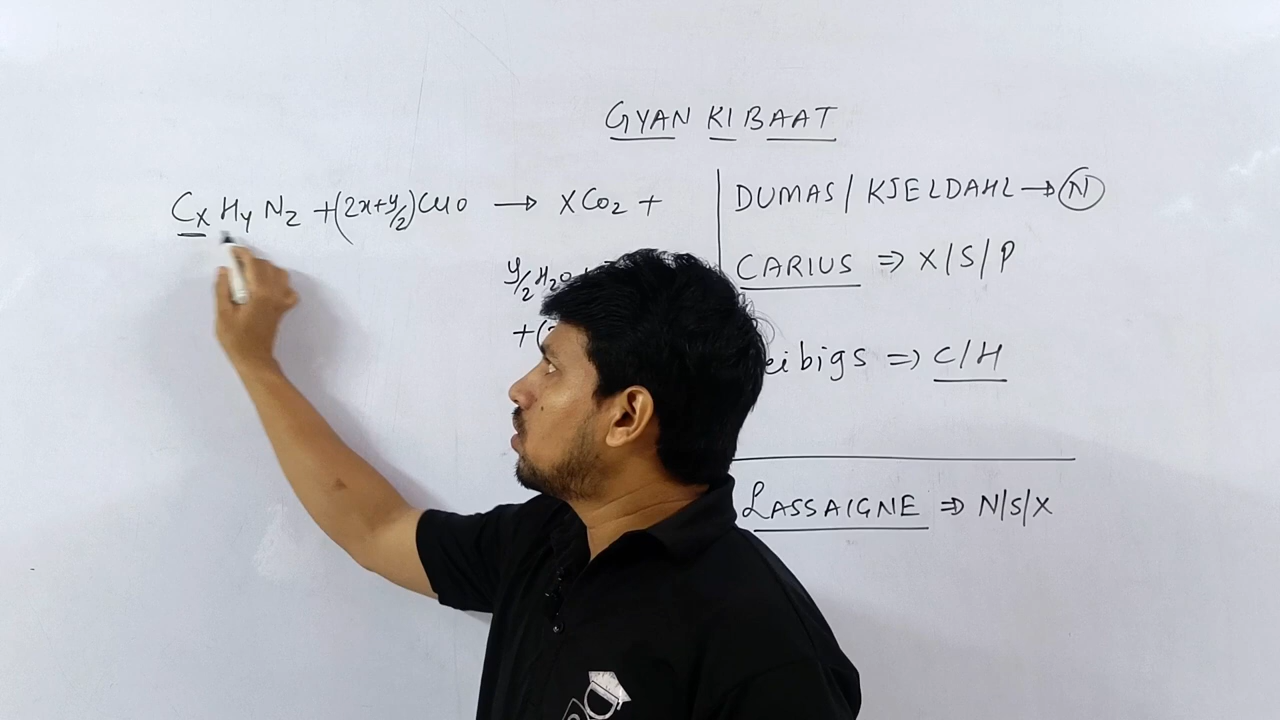 GYAN KI BAAT
CxHyNz + (2x+y/2) CuO → xCO2 +
y/2 H2O +
+(
DUMAS/KJELDAHL → N
CARIUS ⇒ X/S/P
eibigs ⇒ C/H
LASSAIGNE ⇒ N/S/X